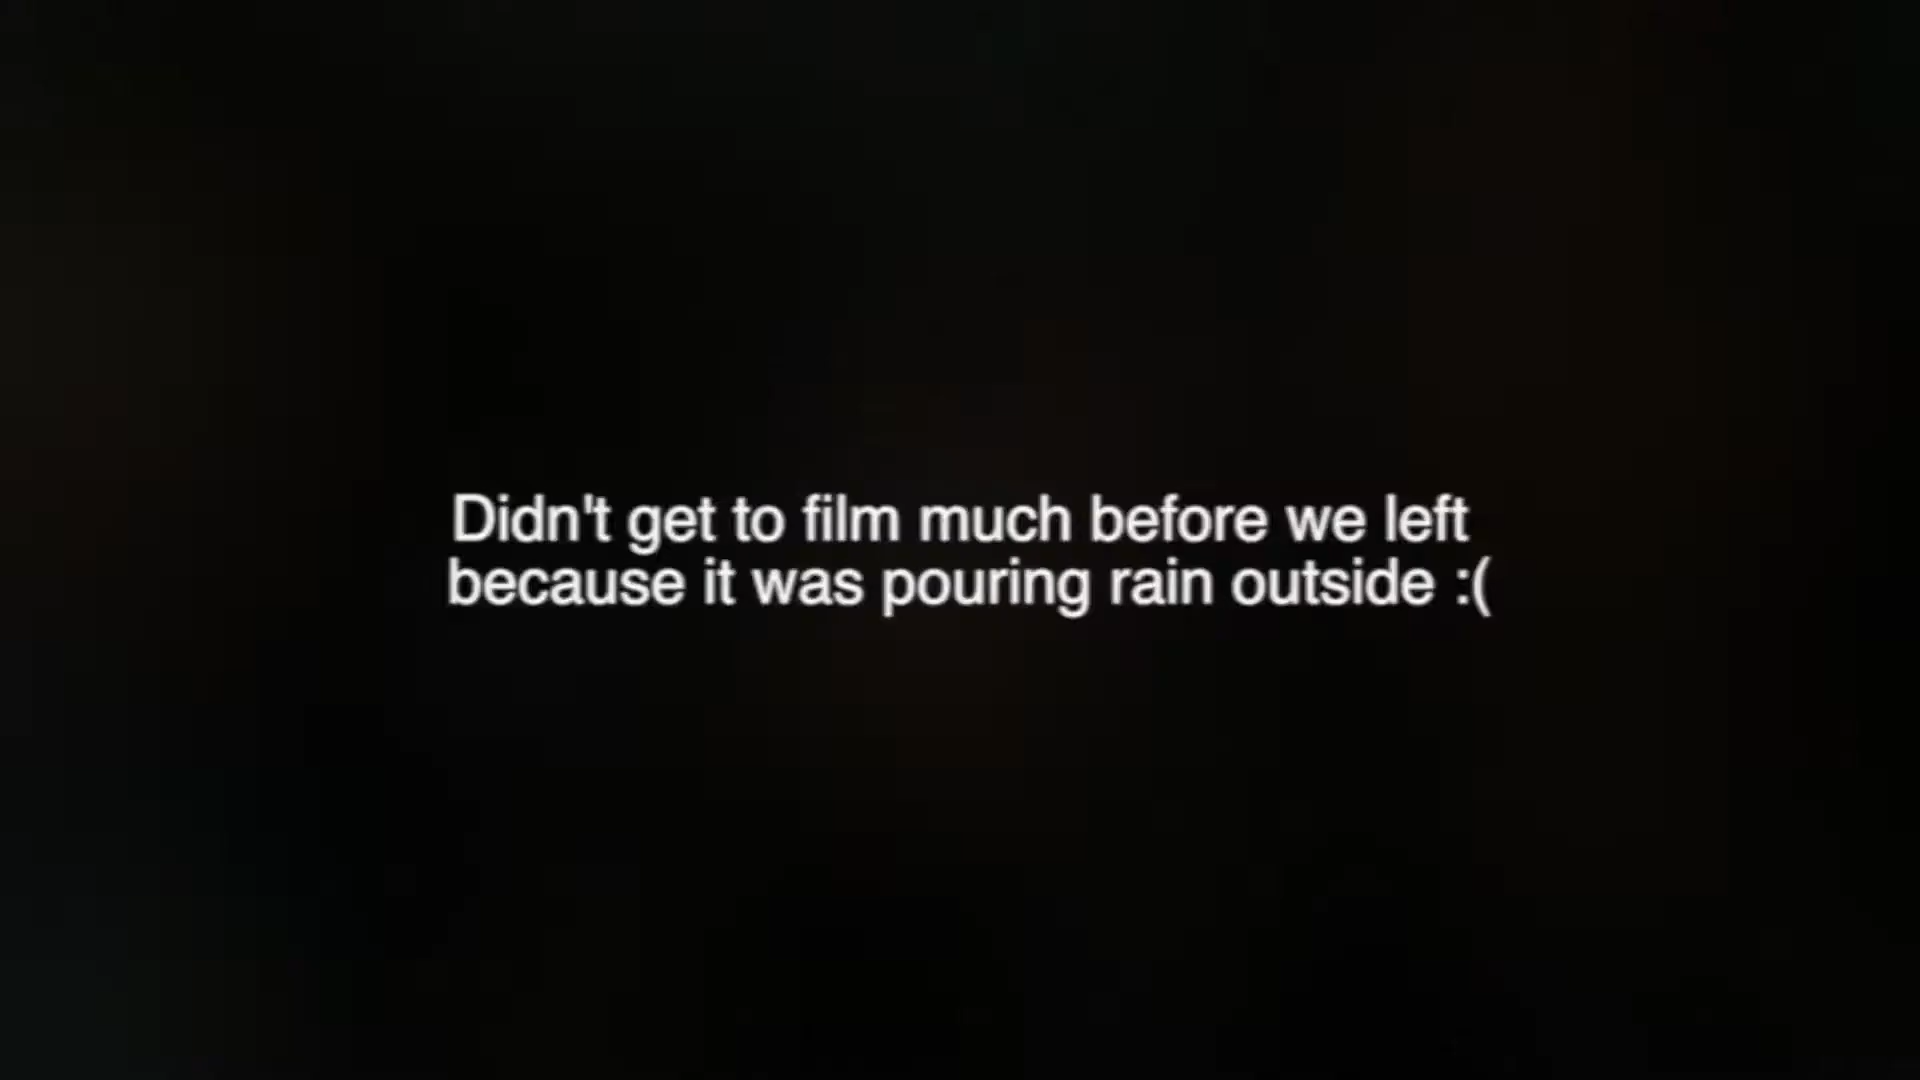 Didn't get to film much before we left
because it was pouring rain outside :(